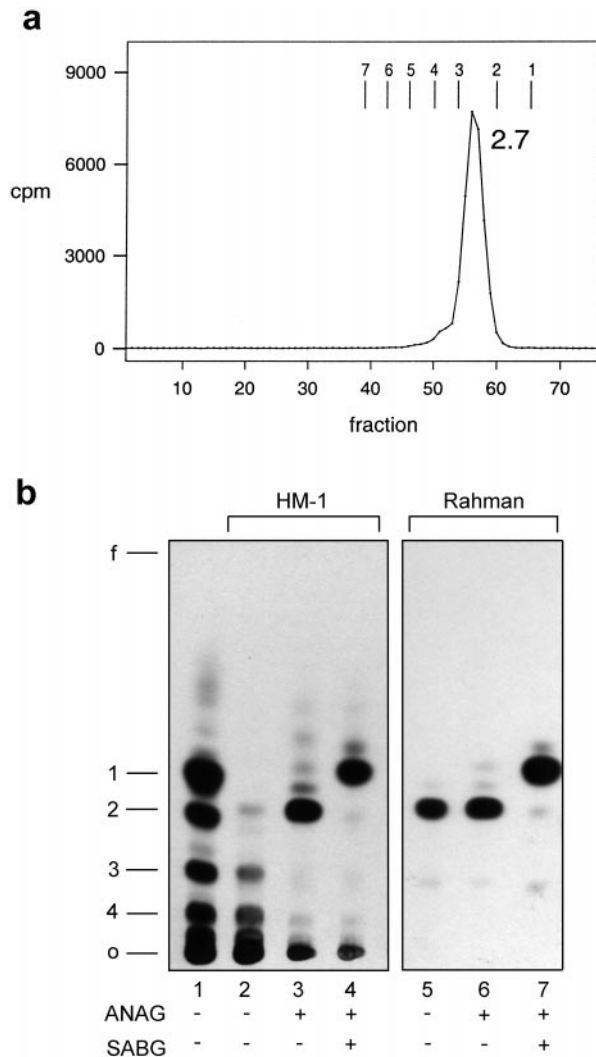 a
9000
6000
3000
0
cpm
7 6 5 4 3 2 1
2.7
10 20 30 40 50 60 70
fraction
b
HM-1 Rahman
f
1
2
3
4
o
1 2 3 4 5 6 7
ANAG - - + + - + +
SABG - - - + - - +